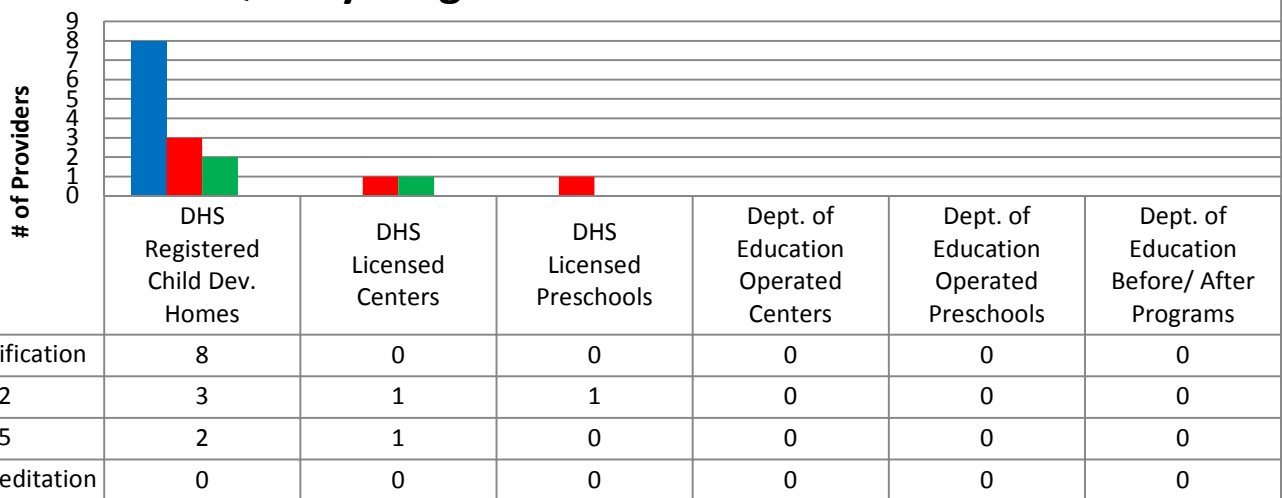 9
8
7
6
5
4
3
2
1
0
# of Providers
DHS Registered Child Dev. Homes
DHS Licensed Centers
DHS Licensed Preschools
Dept. of Education Operated Centers
Dept. of Education Operated Preschools
Dept. of Education Before/ After Programs
ification 8 0 0 0 0 0
2 3 1 1 0 0 0
5 2 1 0 0 0 0
editation 0 0 0 0 0 0